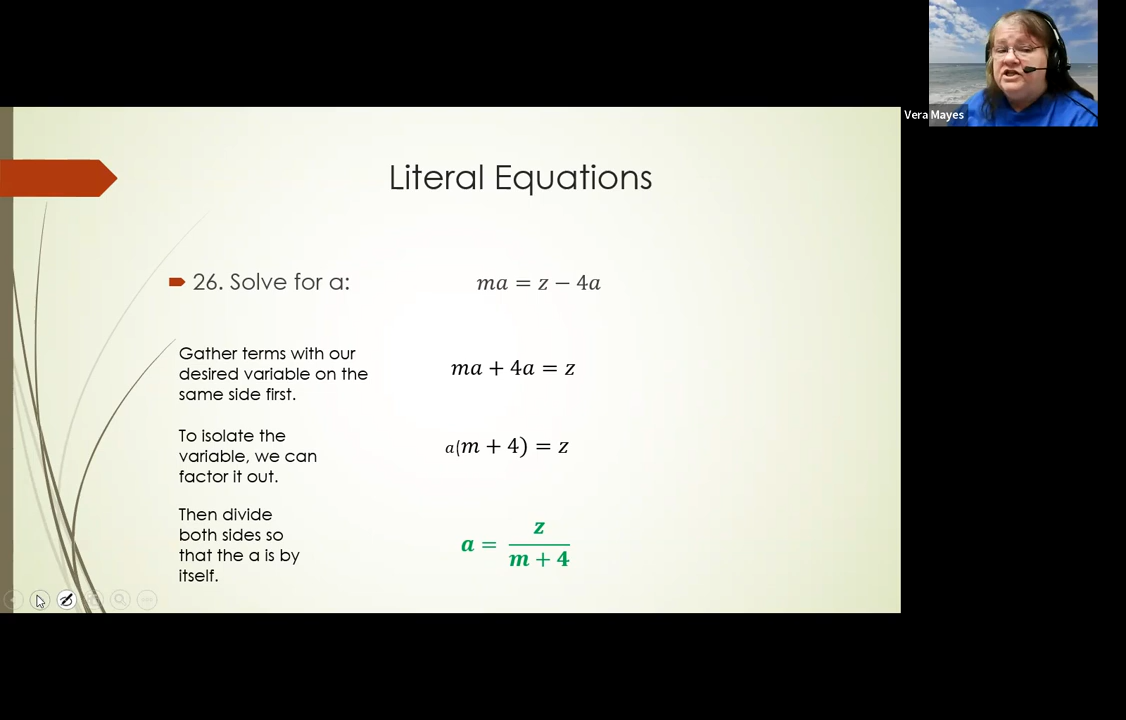 Vera Mayes
Literal Equations
26. Solve for a:
ma = z − 4a
Gather terms with our
desired variable on the
same side first.
ma + 4a = z
To isolate the
variable, we can
factor it out.
a(m + 4) = z
Then divide
both sides so
that the a is by
itself.
a = z / (m + 4)